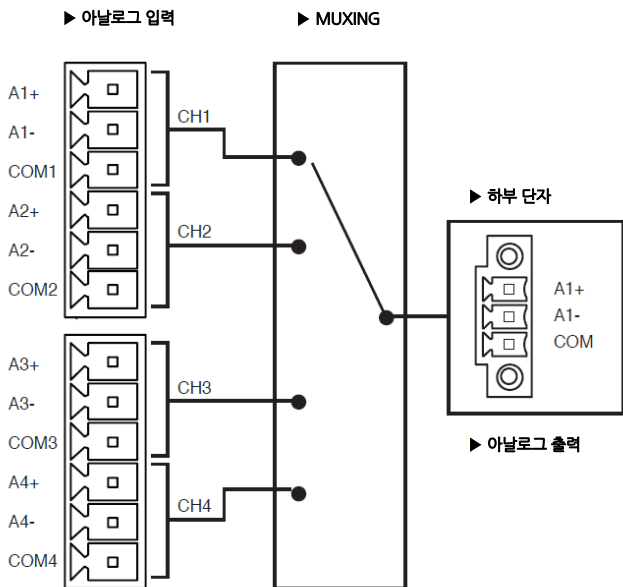 ▶ 아날로그 입력
▶ MUXING
A1+
A1-
COM1
A2+
A2-
COM2
CH1
CH2
A3+
A3-
COM3
A4+
A4-
COM4
CH3
CH4
▶ 하부 단자
A1+
A1-
COM
▶ 아날로그 출력